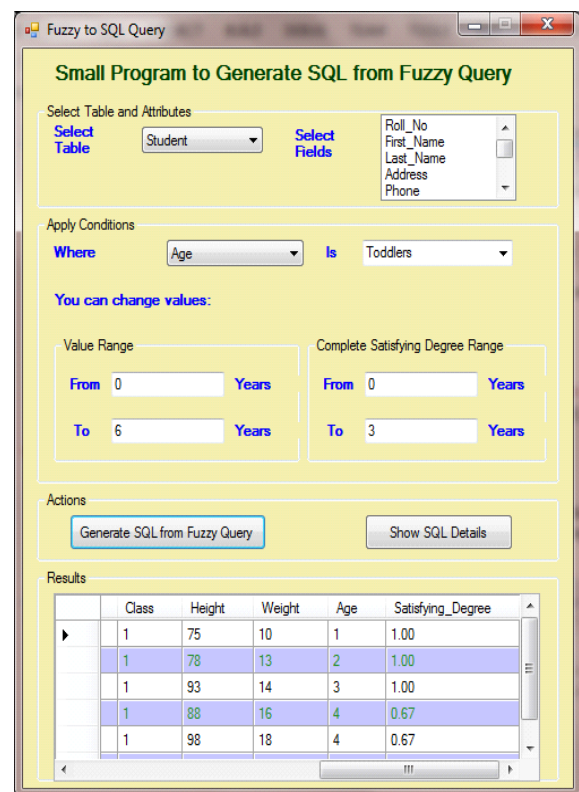 Fuzzy to SQL Query
Small Program to Generate SQL from Fuzzy Query
Select Table and Attributes
Select Table
Student
Select Fields
Roll_No
First_Name
Last_Name
Address
Phone
Apply Conditions
Where Age Is Toddlers
You can change values:
Value Range
From 0 Years
To 6 Years
Complete Satisfying Degree Range
From 0 Years
To 3 Years
Actions
Generate SQL from Fuzzy Query
Show SQL Details
Results
Class Height Weight Age Satisfying_Degree
1 75 10 1 1.00
1 78 13 2 1.00
1 93 14 3 1.00
1 88 16 4 0.67
1 98 18 4 0.67